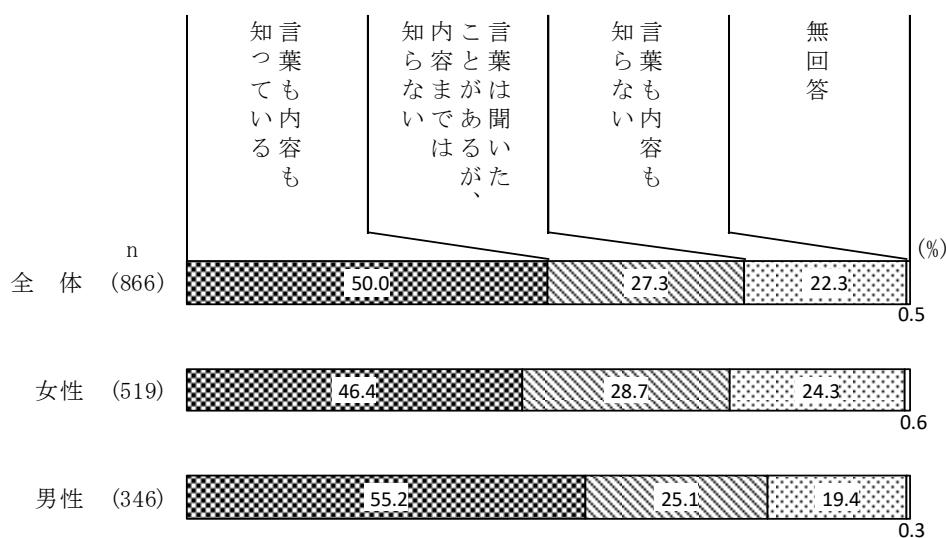 言葉も内容も
知っている
言葉は聞いた
ことがあるが、
内容までは
知らない
言葉も内容も
知らない
無回答
(%)
n
全 体 (866) 50.0 27.3 22.3
0.5
女性 (519) 46.4 28.7 24.3
0.6
男性 (346) 55.2 25.1 19.4
0.3